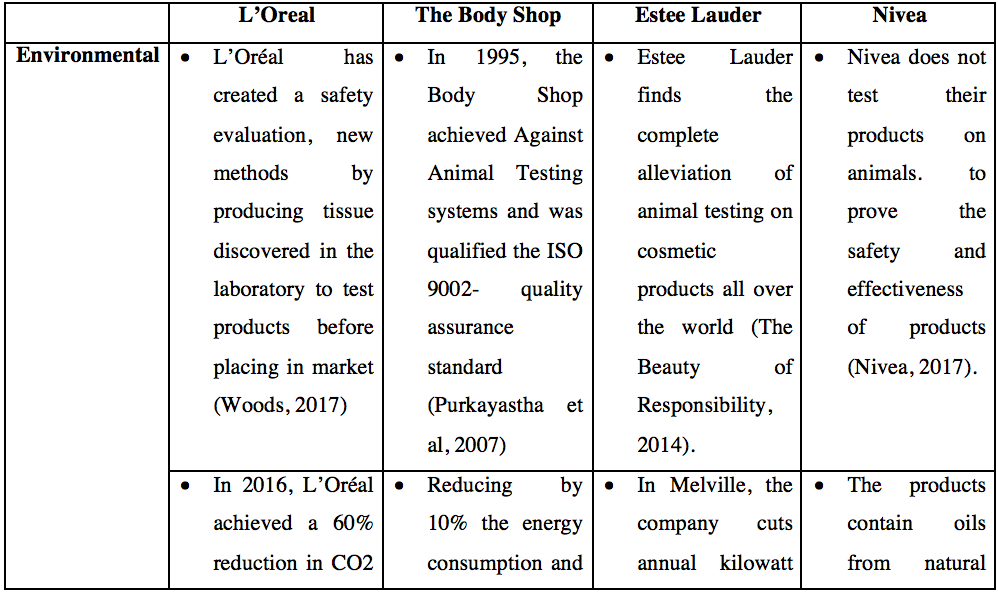 L’Oreal The Body Shop Estee Lauder Nivea
Environmental
• L’Oréal has
created a safety
evaluation, new
methods by
producing tissue
discovered in the
laboratory to test
products before
placing in market
(Woods, 2017)
• In 1995, the
Body Shop
achieved Against
Animal Testing
systems and was
qualified the ISO
9002- quality
assurance
standard
(Purkayastha et
al, 2007)
• Estee Lauder
finds the
complete
alleviation of
animal testing on
cosmetic
products all over
the world (The
Beauty of
Responsibility,
2014).
• Nivea does not
test their
products on
animals. to
prove the
safety and
effectiveness
of products
(Nivea, 2017).
• In 2016, L’Oréal
achieved a 60%
reduction in CO2
• Reducing by
10% the energy
consumption and
• In Melville, the
company cuts
annual kilowatt
• The products
contain oils
from natural